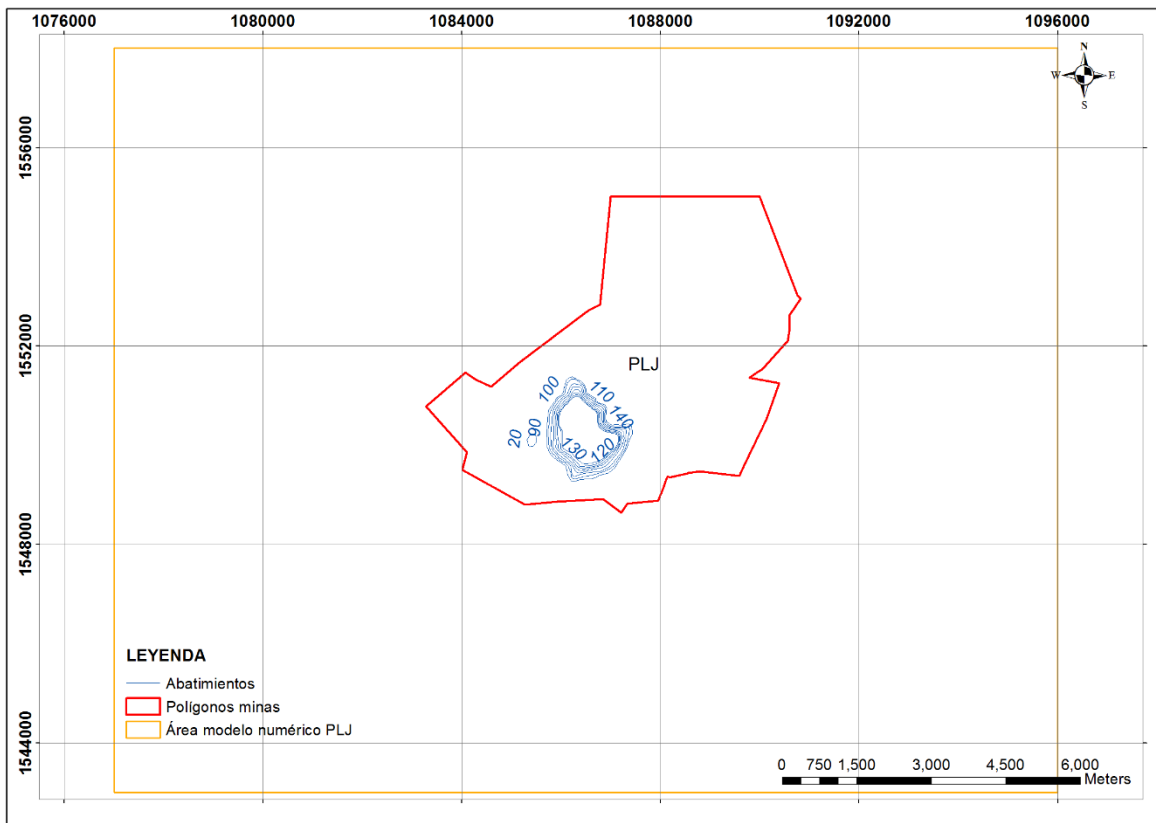 1076000 1080000 1084000 1088000 1092000 1096000
N
W E
S
1556000
1552000
1548000
1544000
PLJ
100
110
140
90
20
130
120
LEYENDA
Abatimientos
Polígonos minas
Área modelo numérico PLJ
0 750 1,500 3,000 4,500 6,000
Meters